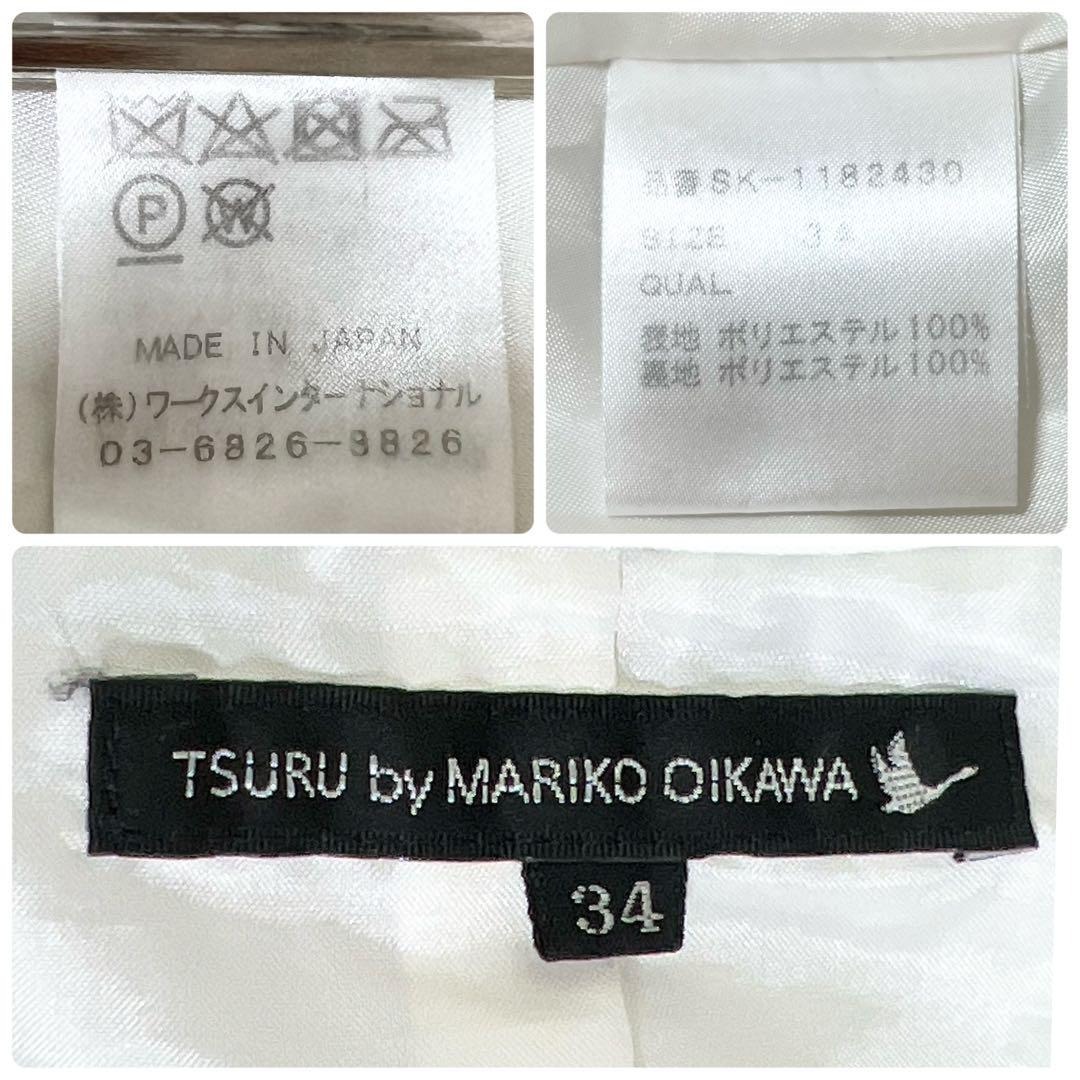 P
W
MADE IN JAPAN
(株)ワークスインターナショナル
03-6826-8826
品番SK-1182430
SIZE 34
QUAL
表地 ポリエステル100%
裏地 ポリエステル100%
TSURU by MARIKO OIKAWA
34